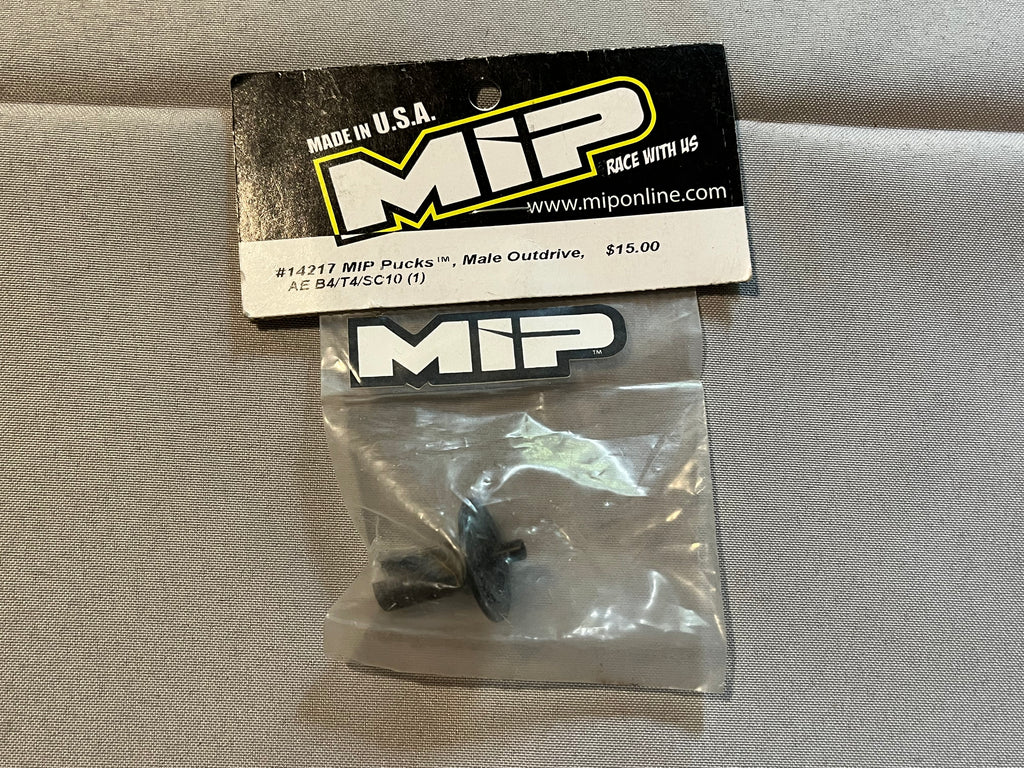 MADE IN U.S.A.
MiP
RACE WITH US
www.miponline.com
#14217 MIP Pucks™, Male Outdrive, $15.00
AE B4/T4/SC10 (1)
MiP™